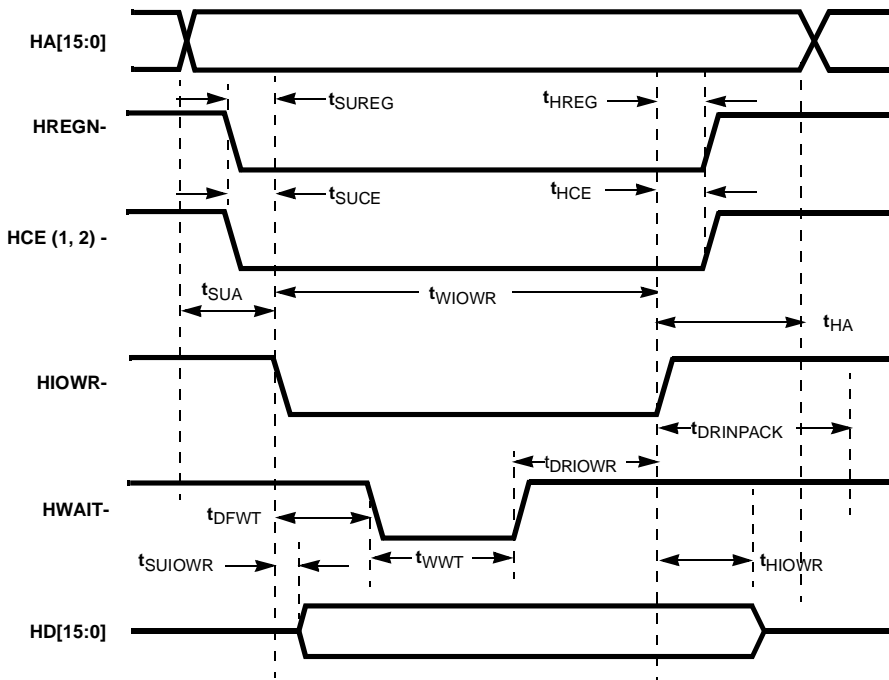 HA[15:0]
tSUREG
tHREG
HREGN-
tSUCE
tHCE
HCE (1, 2) -
tSUA
tWIOWR
tHA
HIOWR-
tDRINPACK
tDRIOWR
HWAIT-
tDFWT
tSUIOWR
tWWT
tHIOWR
HD[15:0]